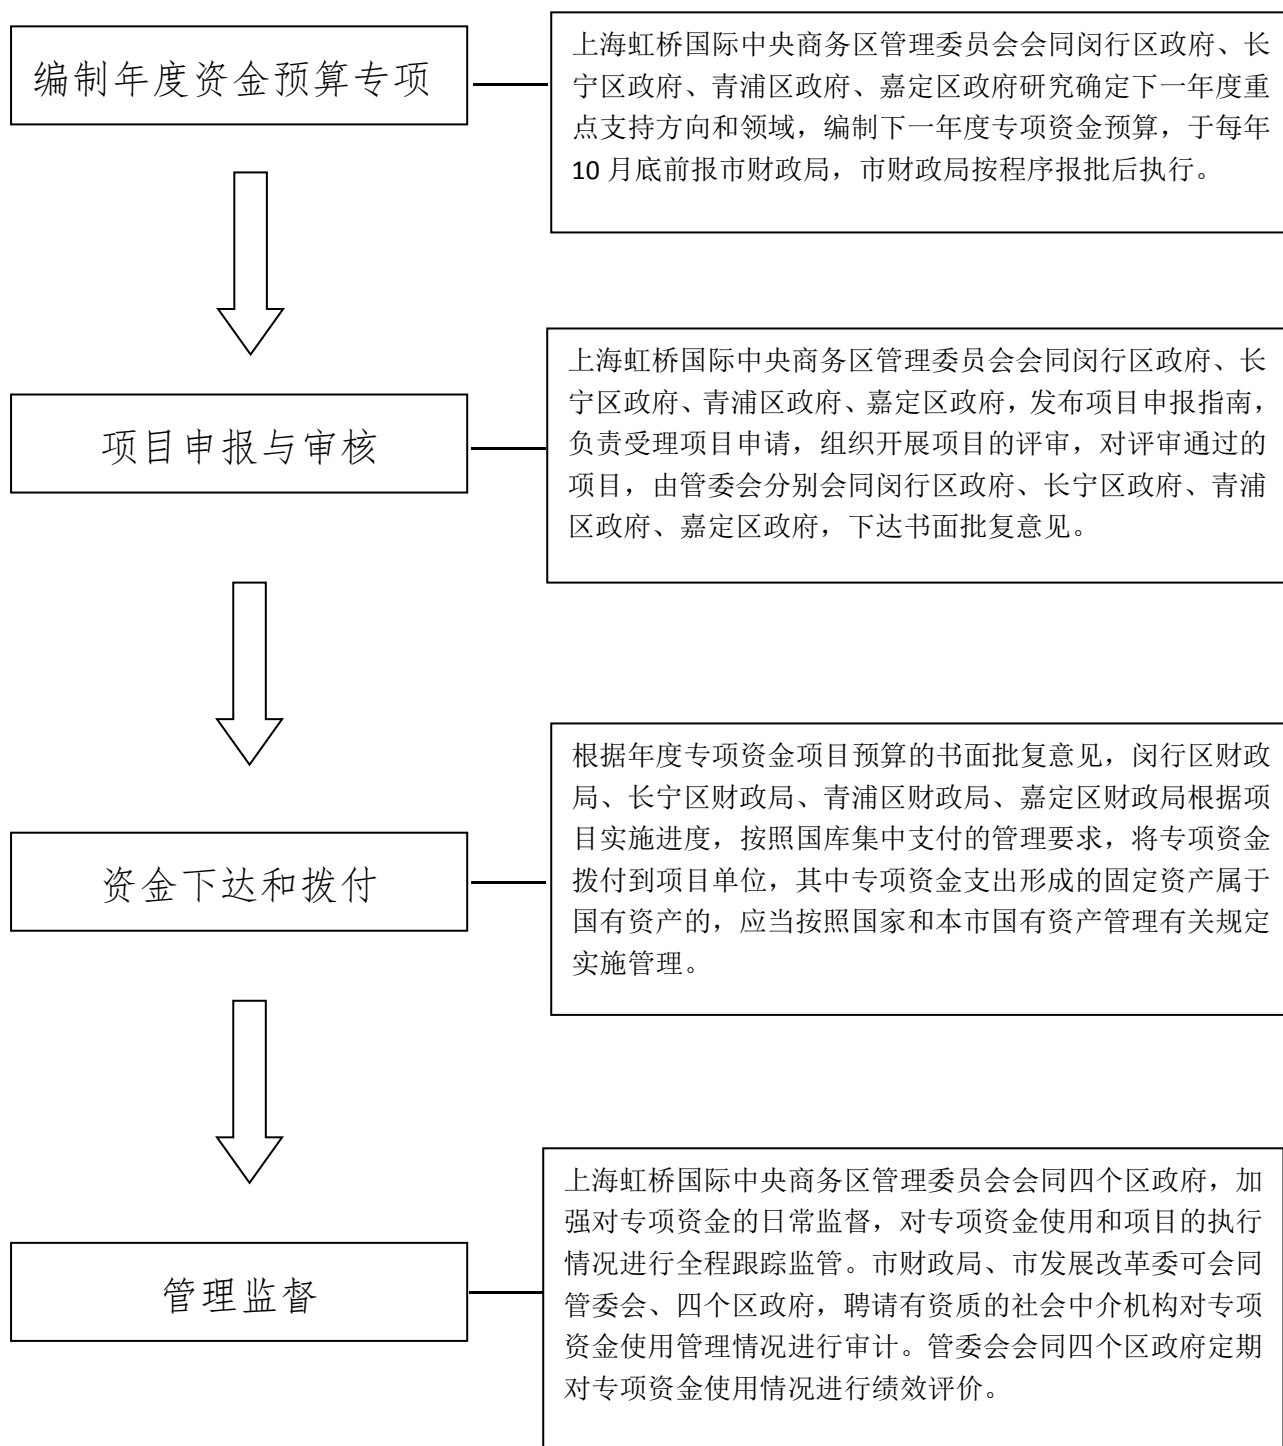 编制年度资金预算专项
上海虹桥国际中央商务区管理委员会会同闵行区政府、长
宁区政府、青浦区政府、嘉定区政府研究确定下一年度重
点支持方向和领域，编制下一年度专项资金预算，于每年
10 月底前报市财政局，市财政局按程序报批后执行。
项目申报与审核
上海虹桥国际中央商务区管理委员会会同闵行区政府、长
宁区政府、青浦区政府、嘉定区政府，发布项目申报指南，
负责受理项目申请，组织开展项目的评审，对评审通过的
项目，由管委会分别会同闵行区政府、长宁区政府、青浦
区政府、嘉定区政府，下达书面批复意见。
资金下达和拨付
根据年度专项资金项目预算的书面批复意见，闵行区财政
局、长宁区财政局、青浦区财政局、嘉定区财政局根据项
目实施进度，按照国库集中支付的管理要求，将专项资金
拨付到项目单位，其中专项资金支出形成的固定资产属于
国有资产的，应当按照国家和本市国有资产管理有关规定
实施管理。
管理监督
上海虹桥国际中央商务区管理委员会会同四个区政府，加
强对专项资金的日常监督，对专项资金使用和项目的执行
情况进行全程跟踪监管。市财政局、市发展改革委可会同
管委会、四个区政府，聘请有资质的社会中介机构对专项
资金使用管理情况进行审计。管委会会同四个区政府定期
对专项资金使用情况进行绩效评价。